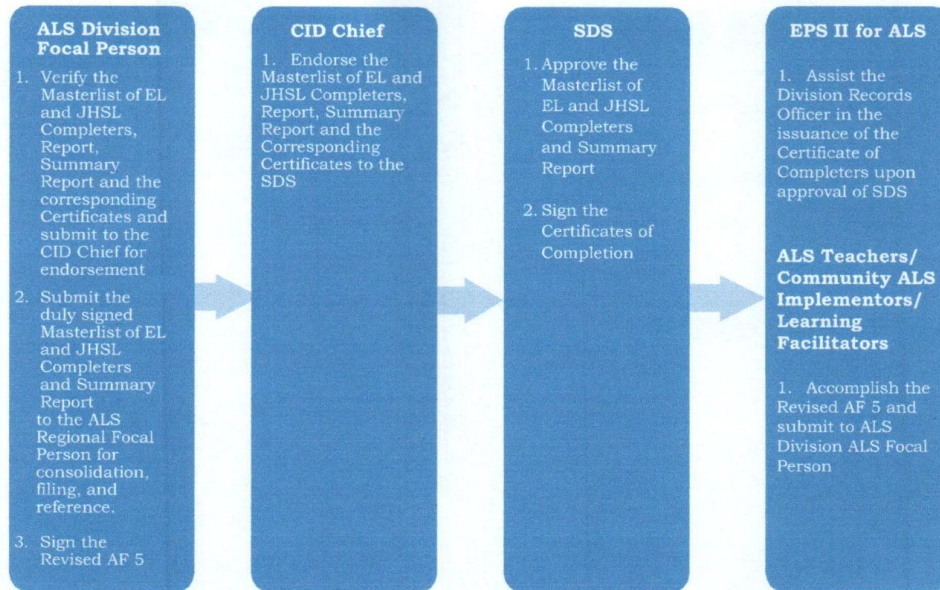 ALS Division
Focal Person
1. Verify the
Masterlist of EL
and JHSL
Completers,
Report,
Summary
Report and the
corresponding
Certificates and
submit to the
CID Chief for
endorsement
2. Submit the
duly signed
Masterlist of EL
and JHSL
Completers
and Summary
Report
to the ALS
Regional Focal
Person for
consolidation,
filing, and
reference.
3. Sign the
Revised AF 5
CID Chief
1. Endorse the
Masterlist of EL and
JHSL Completers,
Report, Summary
Report and the
Corresponding
Certificates to the
SDS
SDS
1. Approve the
Masterlist of
EL and JHSL
Completers
and Summary
Report
2. Sign the
Certificates of
Completion
EPS II for ALS
1. Assist the
Division Records
Officer in the
issuance of the
Certificate of
Completers upon
approval of SDS
ALS Teachers/
Community ALS
Implementors/
Learning
Facilitators
1. Accomplish the
Revised AF 5 and
submit to ALS
Division ALS Focal
Person